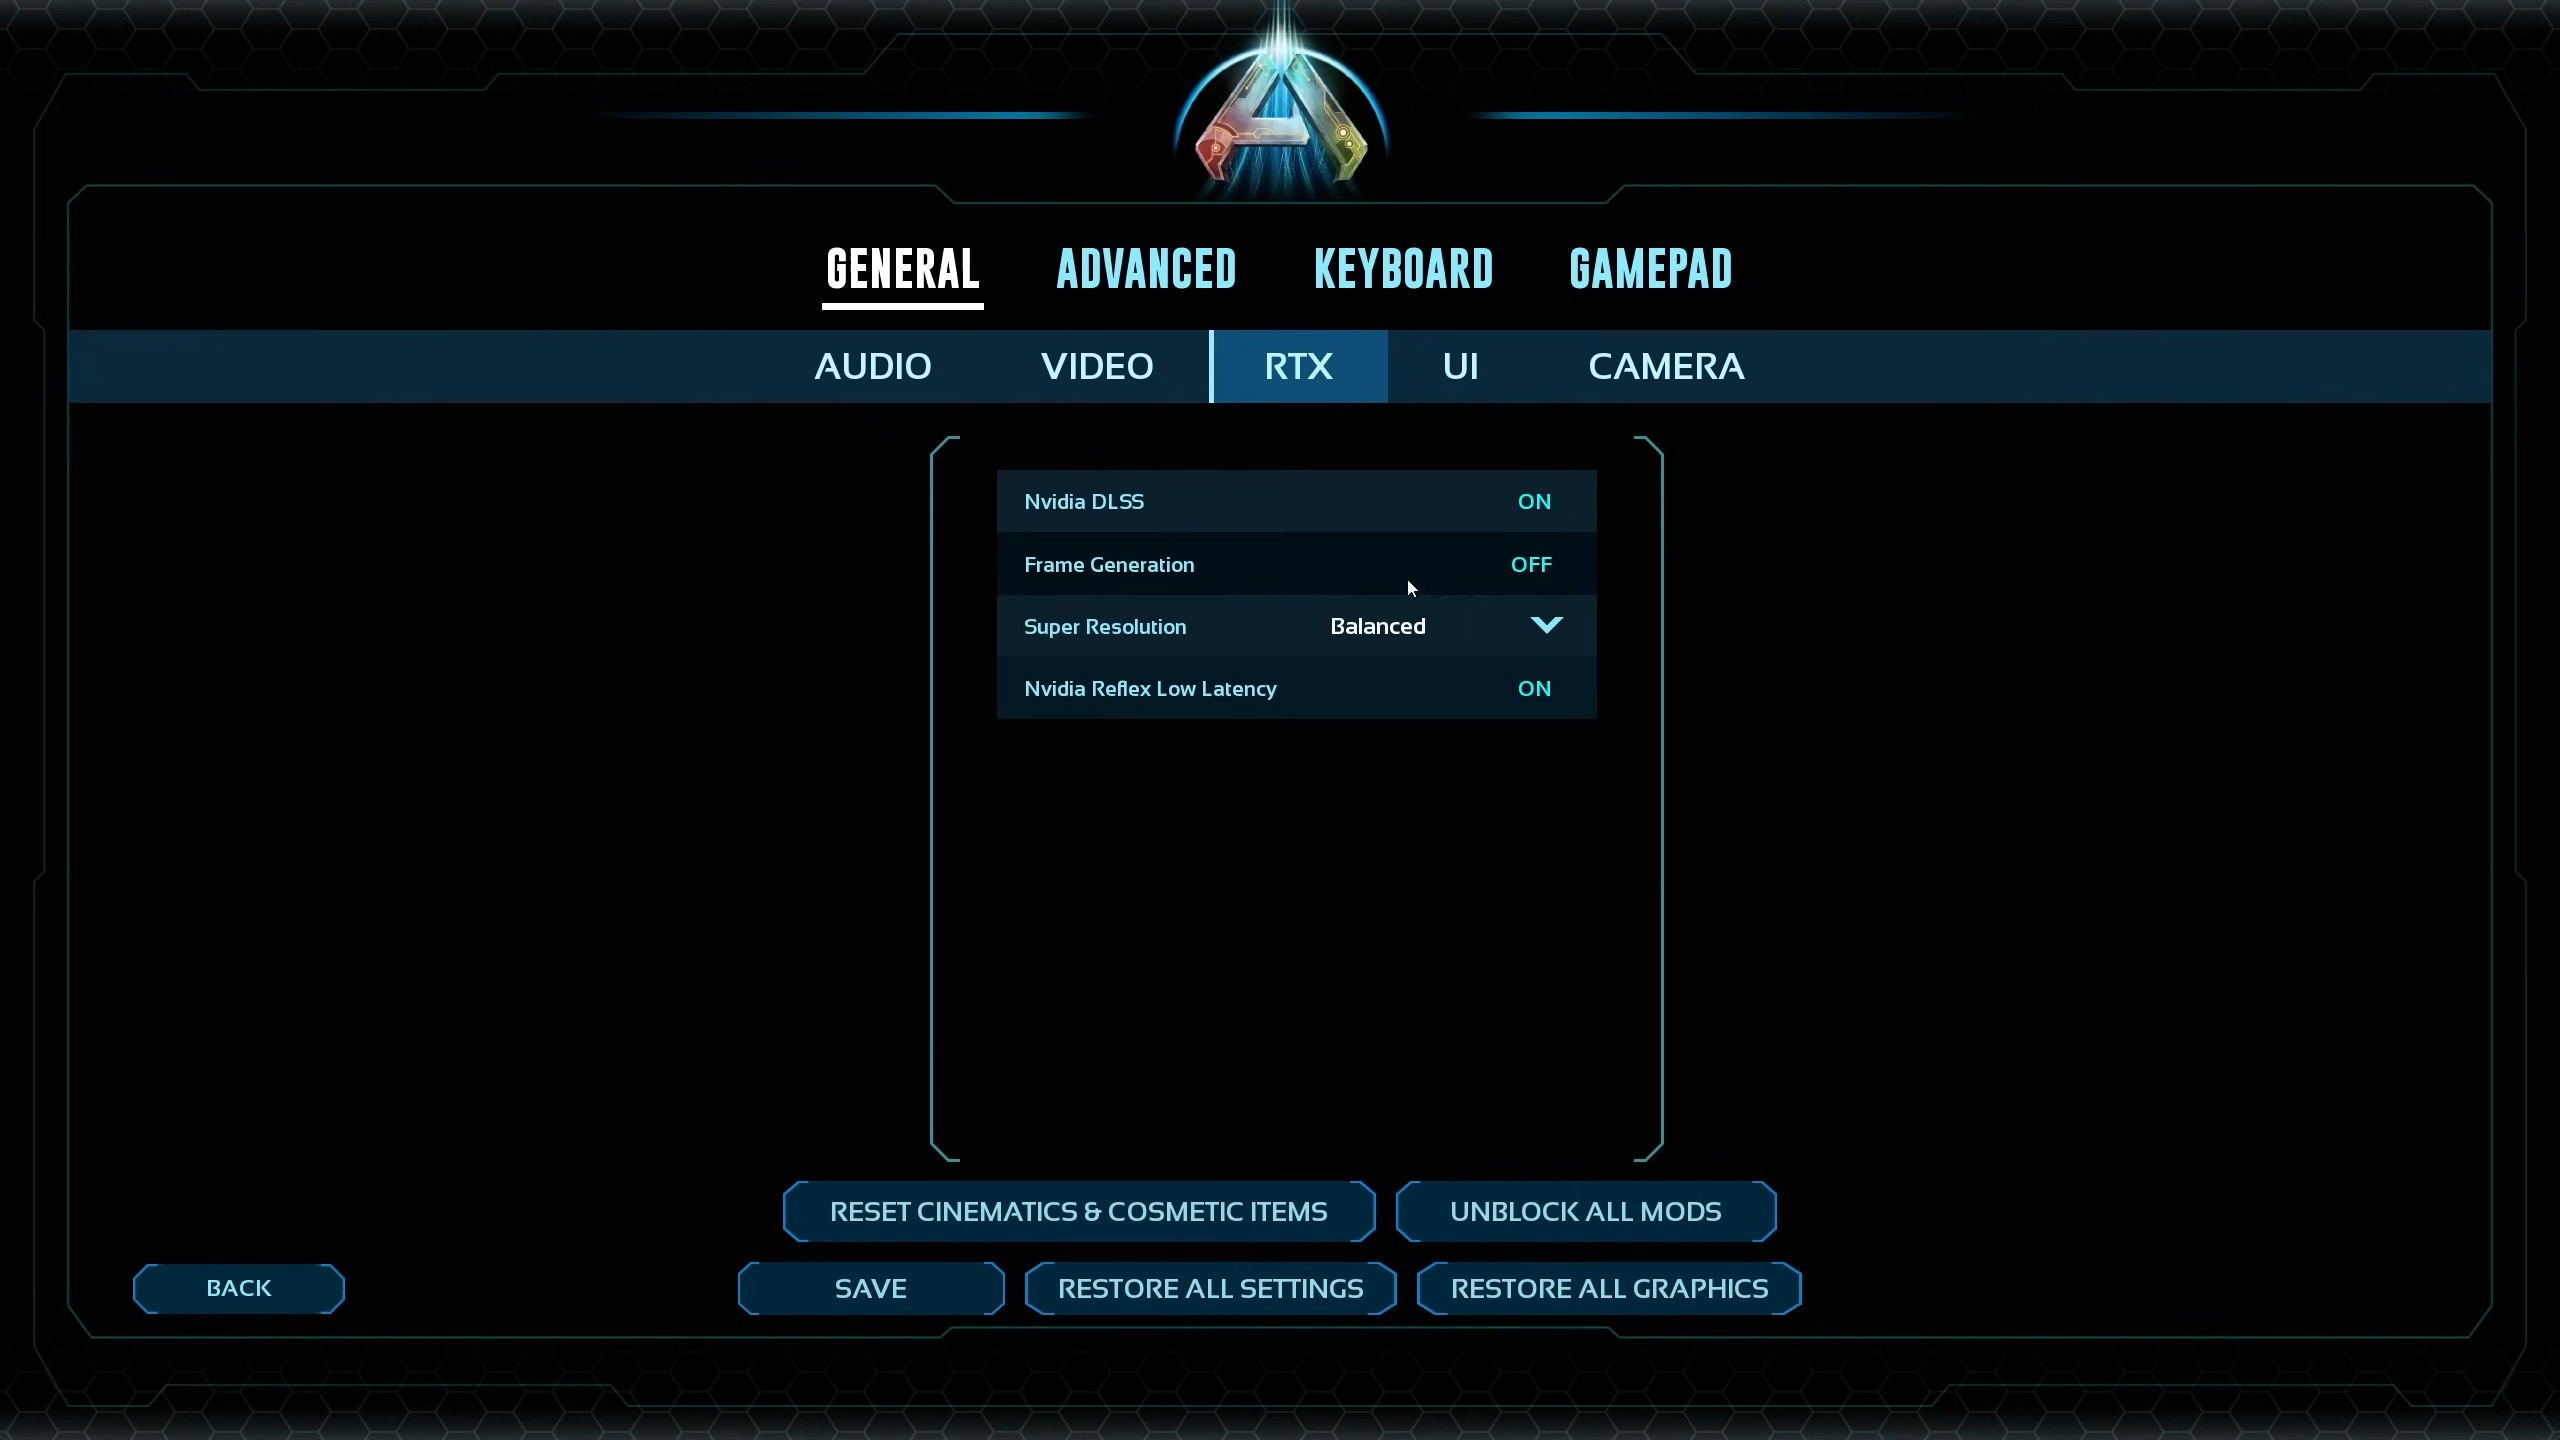 GENERAL ADVANCED KEYBOARD GAMEPAD
AUDIO VIDEO RTX UI CAMERA
Nvidia DLSS ON
Frame Generation OFF
Super Resolution Balanced
Nvidia Reflex Low Latency ON
RESET CINEMATICS & COSMETIC ITEMS UNBLOCK ALL MODS
BACK SAVE RESTORE ALL SETTINGS RESTORE ALL GRAPHICS